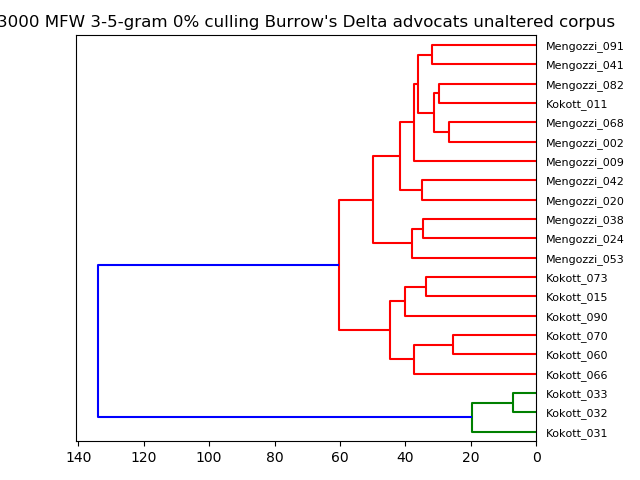 3000 MFW 3-5-gram 0% culling Burrow's Delta advocats unaltered corpus
Mengozzi_091
Mengozzi_041
Mengozzi_082
Kokott_011
Mengozzi_068
Mengozzi_002
Mengozzi_009
Mengozzi_042
Mengozzi_020
Mengozzi_038
Mengozzi_024
Mengozzi_053
Kokott_073
Kokott_015
Kokott_090
Kokott_070
Kokott_060
Kokott_066
Kokott_033
Kokott_032
Kokott_031
140 120 100 80 60 40 20 0